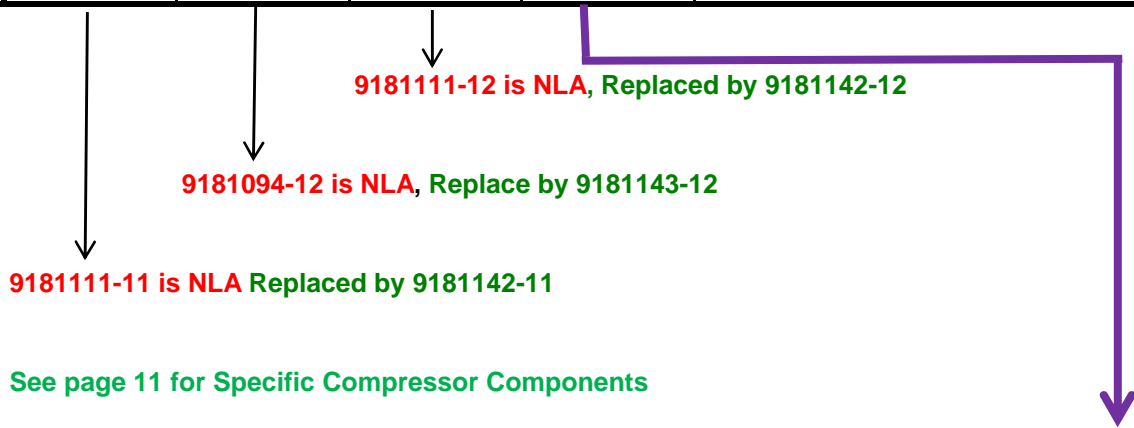 9181111-12 is NLA, Replaced by 9181142-12
9181094-12 is NLA, Replace by 9181143-12
9181111-11 is NLA Replaced by 9181142-11
See page 11 for Specific Compressor Components